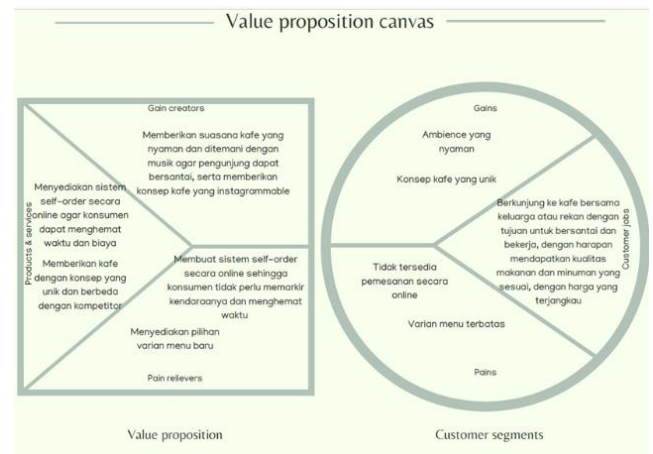 Value proposition canvas
Gain creators
Memberikan suasana kafe yang
nyaman dan ditemani dengan
musik agar pengunjung dapat
bersantai, serta memberikan
konsep kafe yang instagrammable
Products & services
Menyediakan sistem
self-order secara
online agar konsumen
dapat menghemat
waktu dan biaya
Memberikan kafe
dengan konsep yang
unik dan berbeda
dengan kompetitor
Membuat sistem self-order
secara online sehingga
konsumen tidak perlu memarkir
kendaraanya dan menghemat
waktu
Menyediakan pilihan
varian menu baru
Pain relievers
Value proposition
Gains
Ambience yang
nyaman
Konsep kafe yang unik
Berkunjung ke kafe bersama
keluarga atau rekan dengan
tujuan untuk bersantai dan
bekerja, dengan harapan
mendapatkan kualitas
makanan dan minuman yang
sesuai, dengan harga yang
terjangkau
Customer jobs
Tidak tersedia
pemesanan secara
online
Varian menu terbatas
Pains
Customer segments